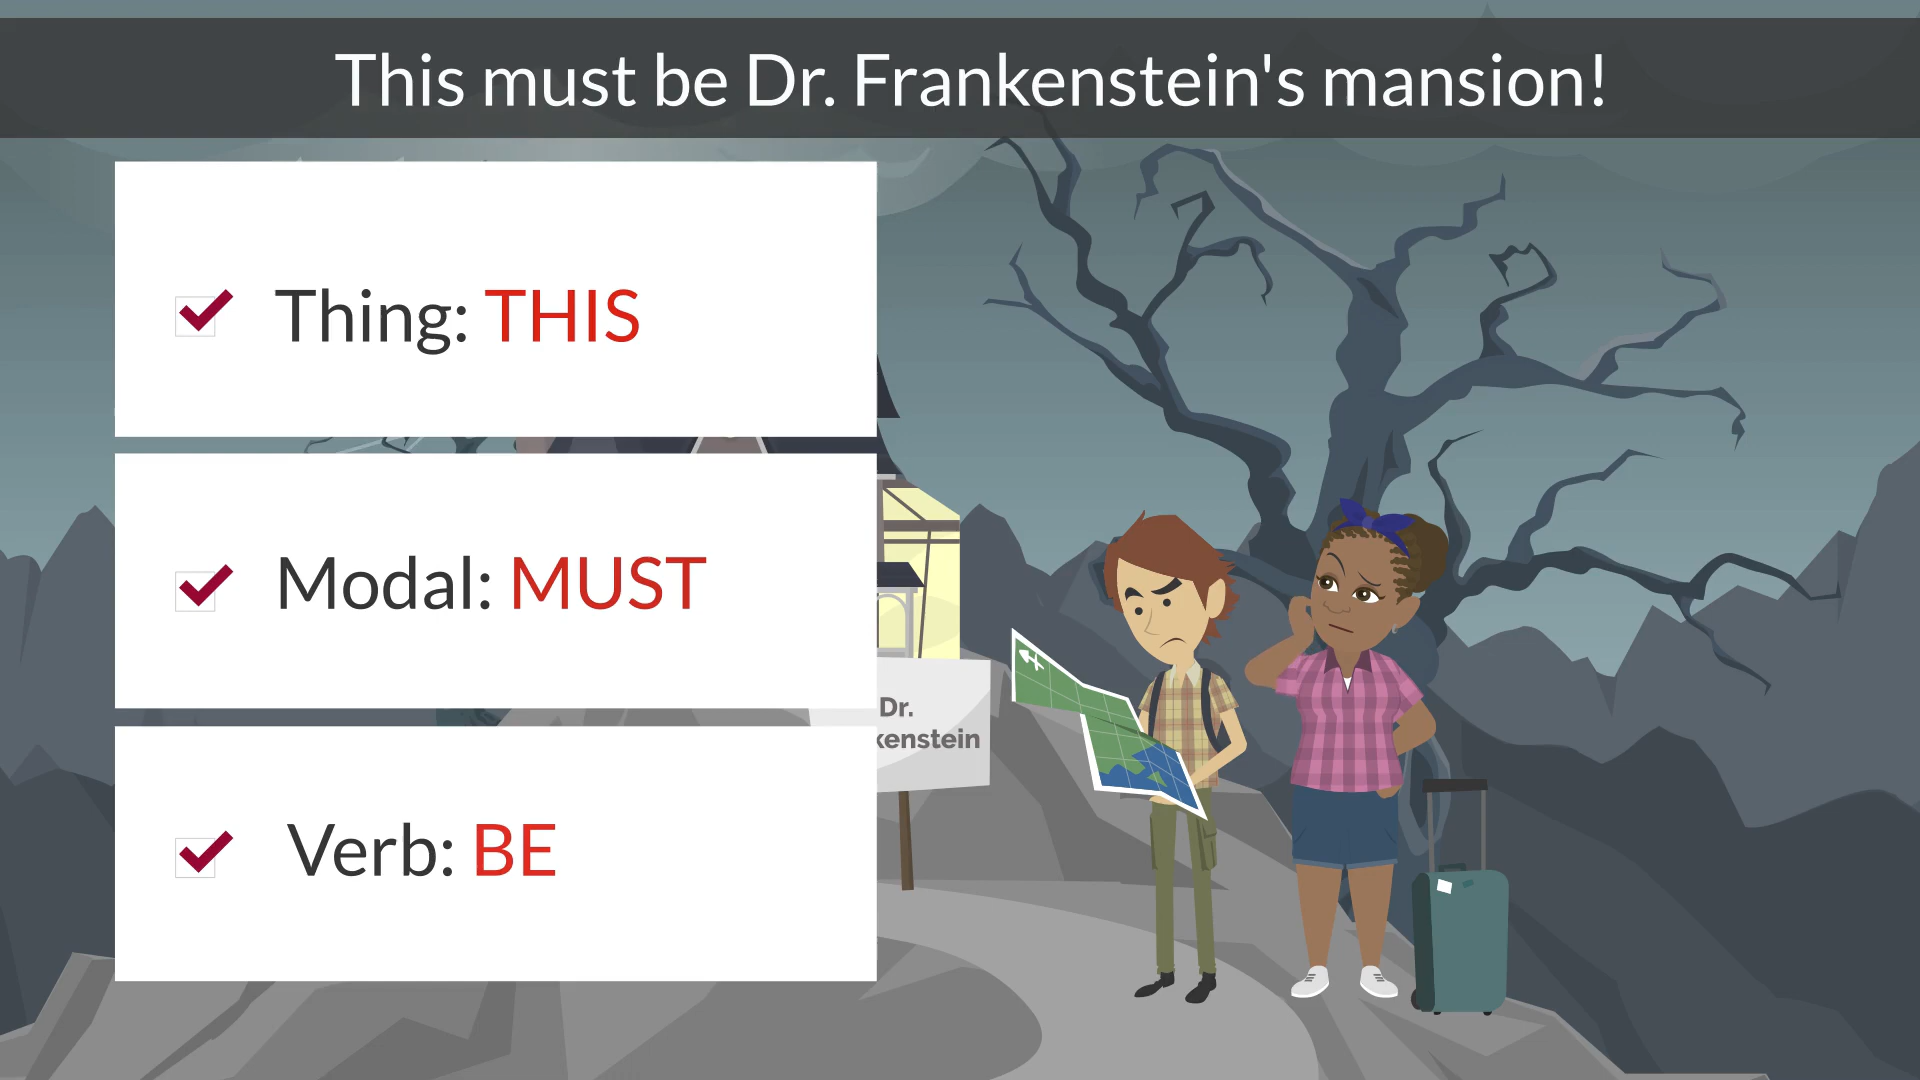 This must be Dr. Frankenstein's mansion!
Thing: THIS
Modal: MUST
Verb: BE
Dr.
kenstein